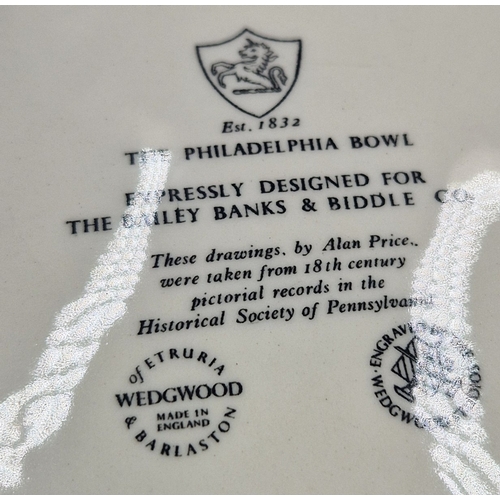 Est. 1832
THE PHILADELPHIA BOWL
EXPRESSLY DESIGNED FOR
THE BAILEY BANKS & BIDDLE CO.
These drawings, by Alan Price,
were taken from 18th century
pictorial records in the
Historical Society of Pennsylvania
of ETRURIA
WEDGWOOD
MADE IN
ENGLAND
& BARLASTON
ENGRAVED
WEDGWOOD